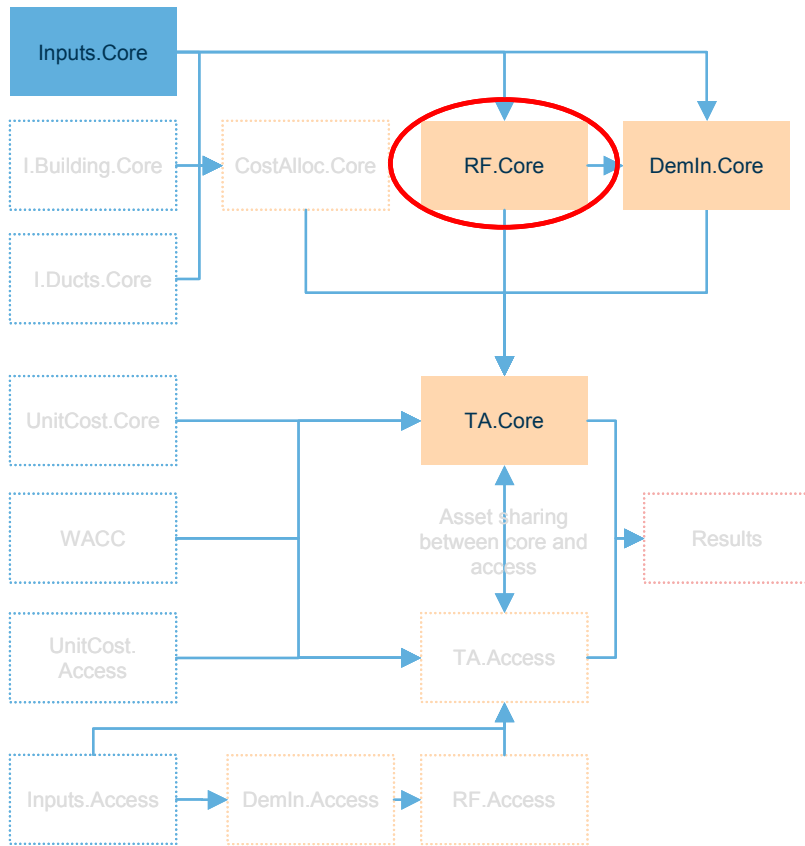 Inputs.Core
I.Building.Core
CostAlloc.Core
RF.Core
DemIn.Core
I.Ducts.Core
UnitCost.Core
TA.Core
WACC
Asset sharing
between core and
access
Results
UnitCost.
Access
TA.Access
Inputs.Access
DemIn.Access
RF.Access